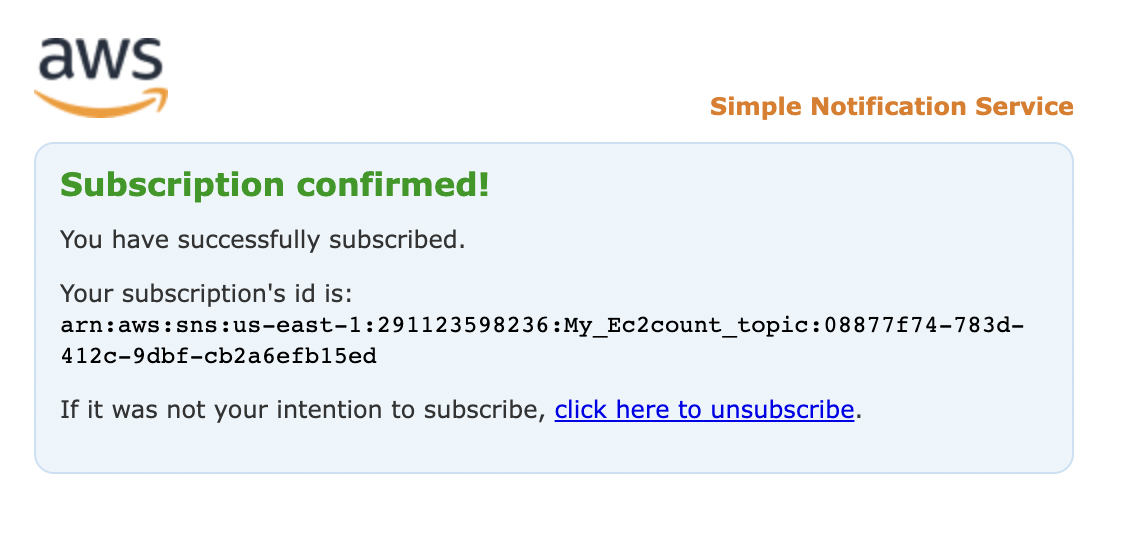 aws
Simple Notification Service
Subscription confirmed!
You have successfully subscribed.
Your subscription's id is:
arn:aws:sns:us-east-1:291123598236:My_Ec2count_topic:08877f74-783d-
412c-9dbf-cb2a6efb15ed
If it was not your intention to subscribe, click here to unsubscribe.